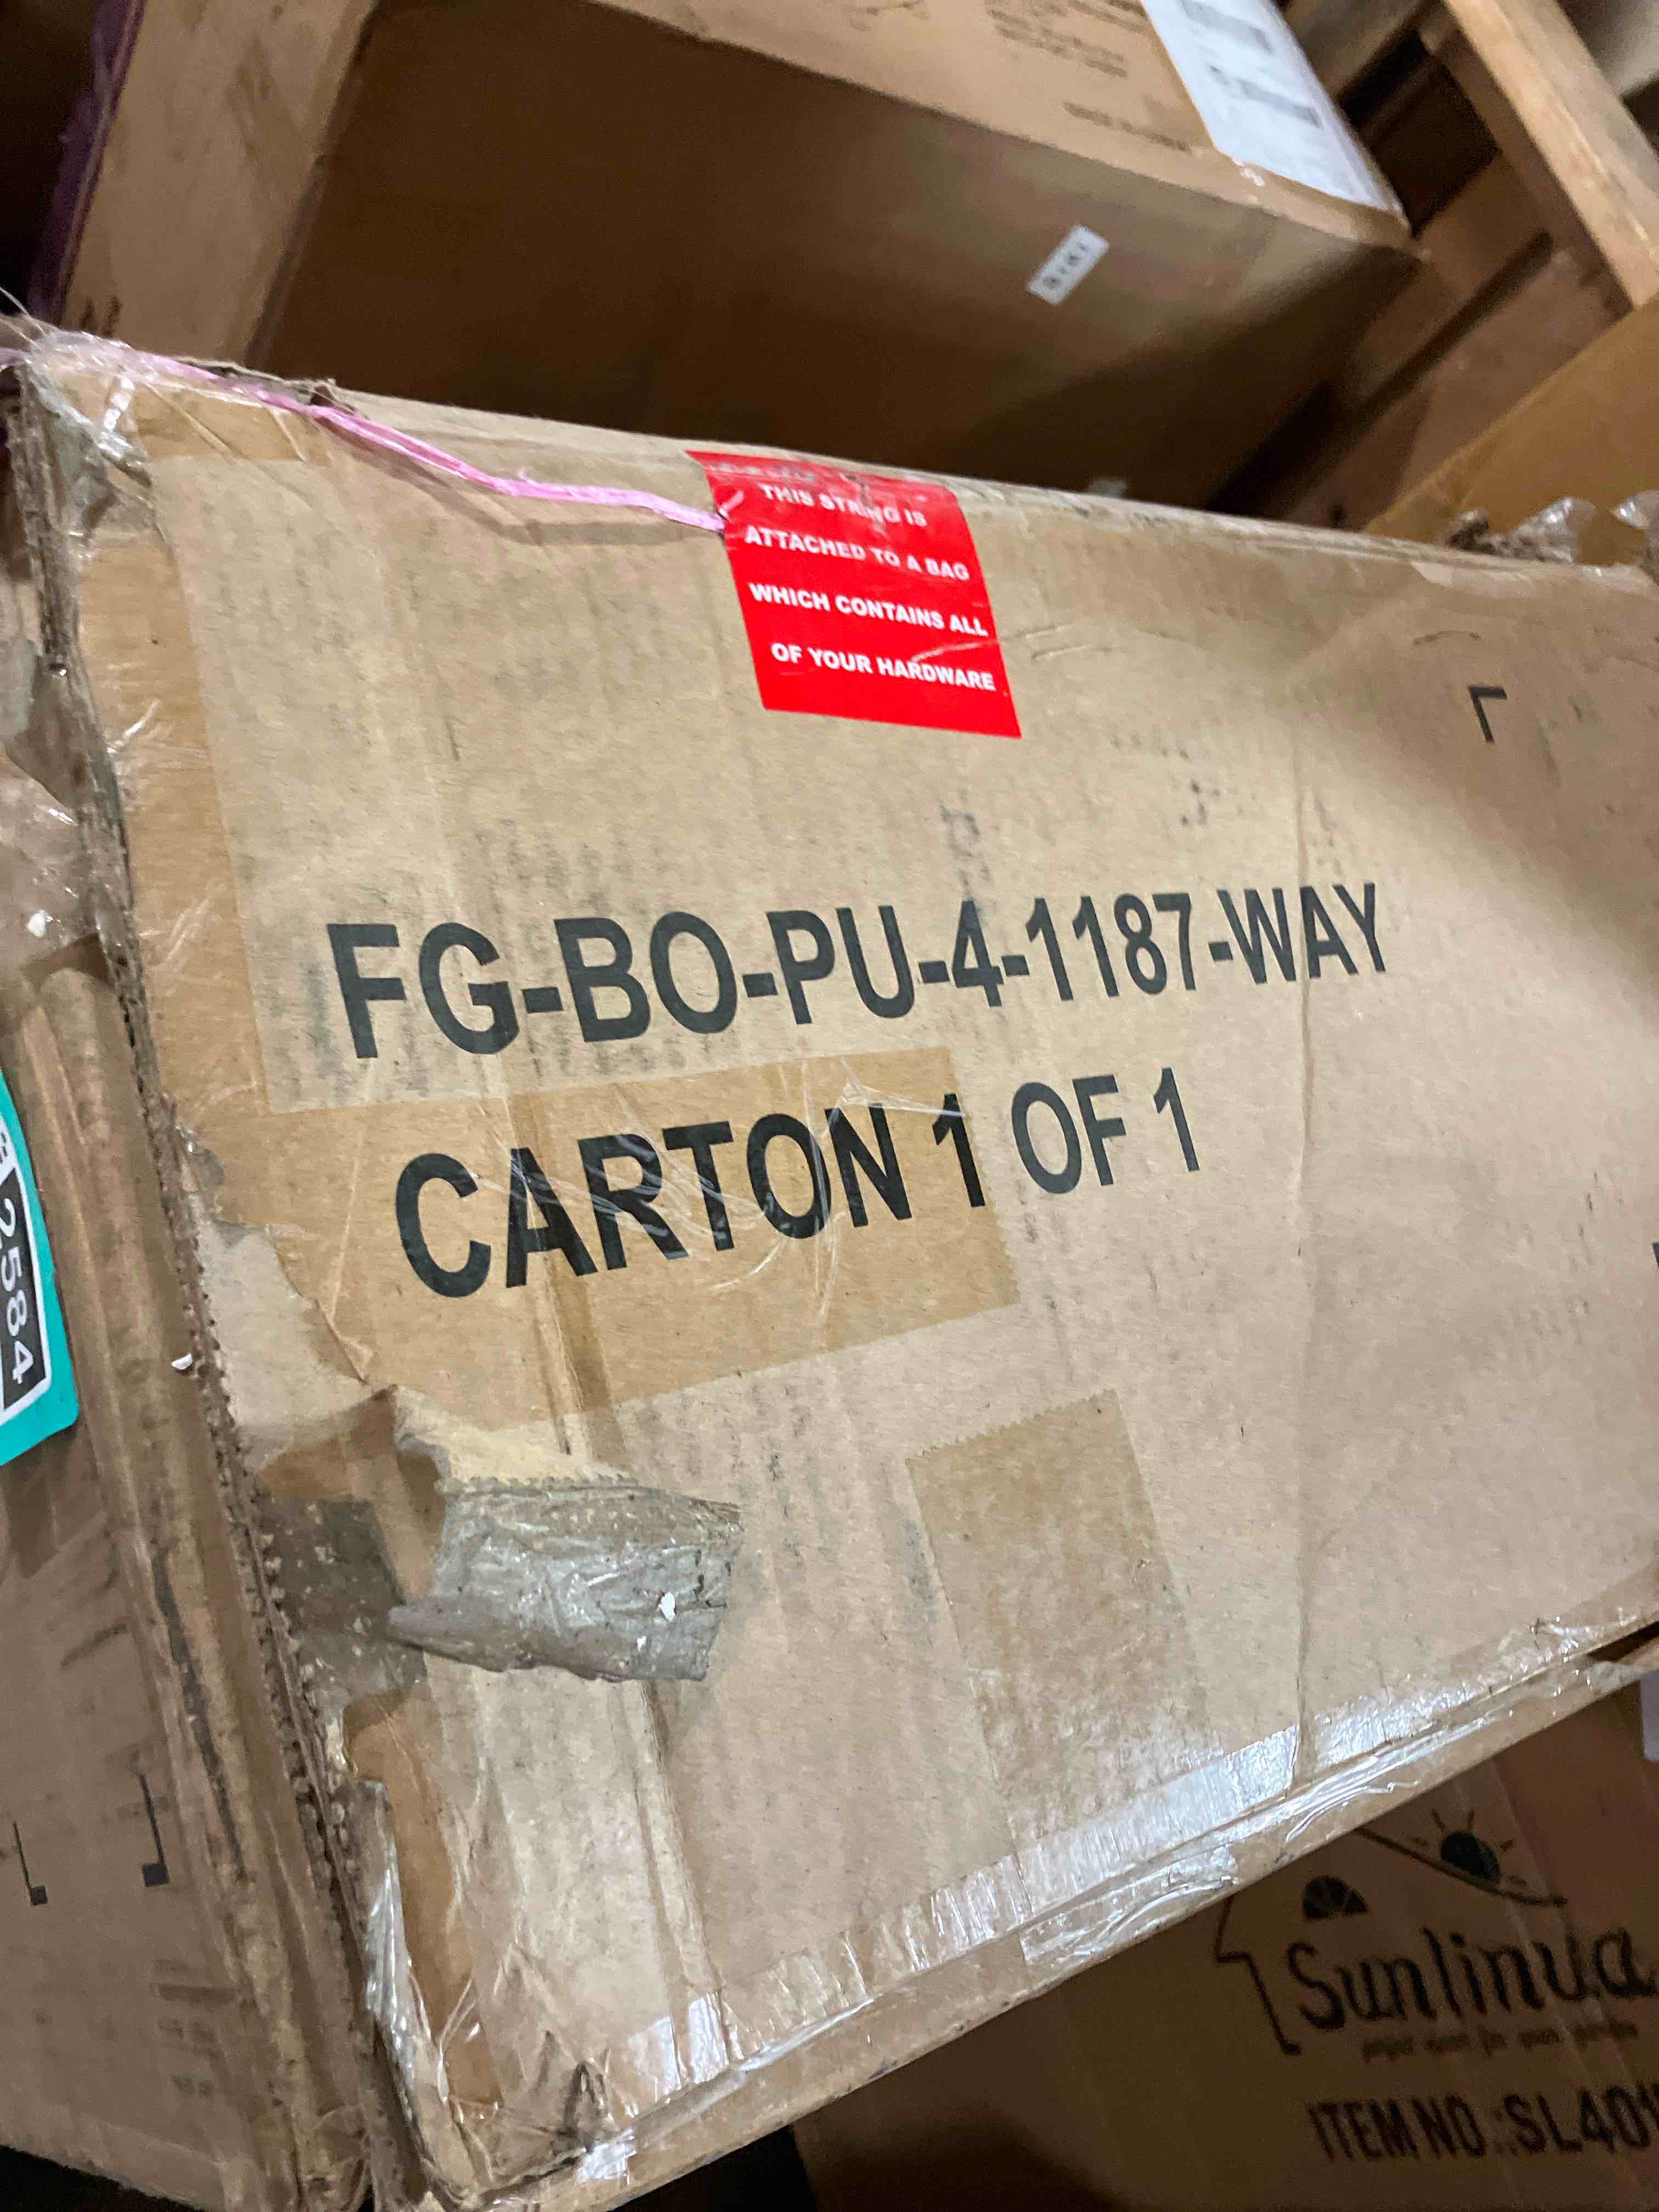 THIS STRING IS
ATTACHED TO A BAG
WHICH CONTAINS ALL
OF YOUR HARDWARE
FG-BO-PU-4-1187-WAY
CARTON 1 OF 1
2584
Sunlinua
ITEM NO.:SL401